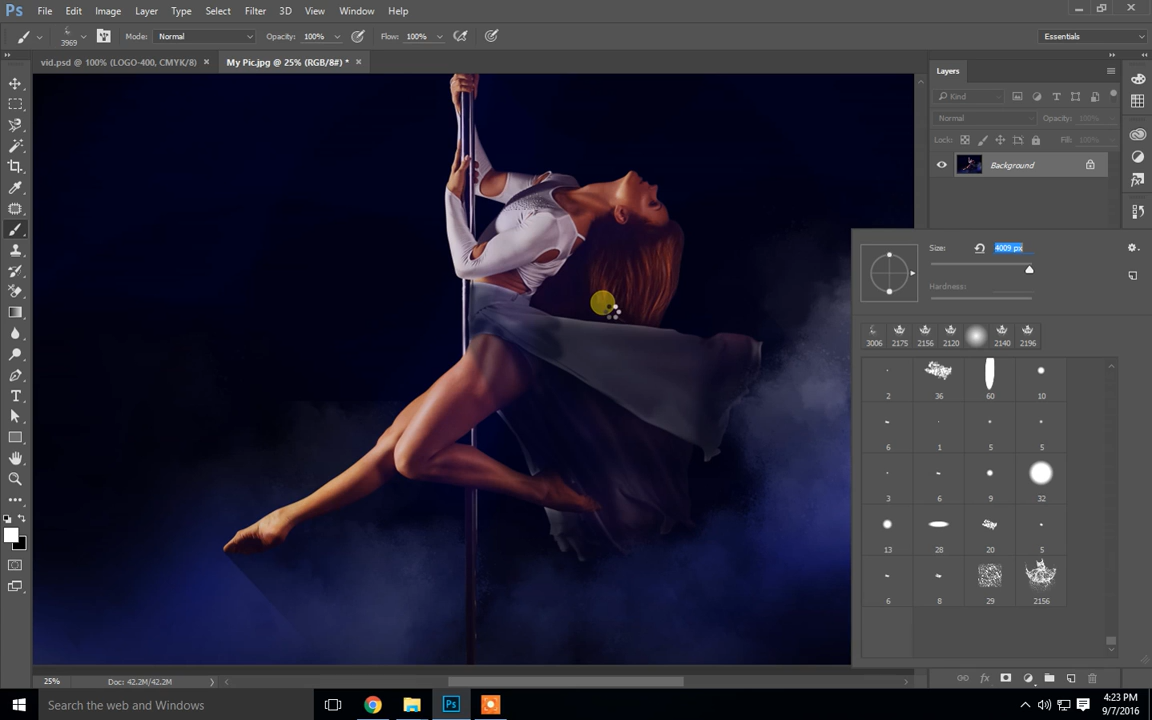 Ps File Edit Image Layer Type Select Filter 3D View Window Help
3969 Mode: Normal Opacity: 100% Flow: 100% Essentials
vid.psd @ 100% (LOGO-400, CMYK/8) × My Pic.jpg @ 25% (RGB/8#) * ×
Layers
Kind
Normal Opacity: 100%
Lock: Fill: 100%
Background
Size: 4009 px
Hardness:
3006 2175 2156 2120 2140 2196
2 36 60 10
6 1 5 5
3 6 9 32
13 28 20 5
6 8 29 2156
25% Doc: 42.2M/42.2M
fx
Search the web and Windows
Ps
4:23 PM
9/7/2016